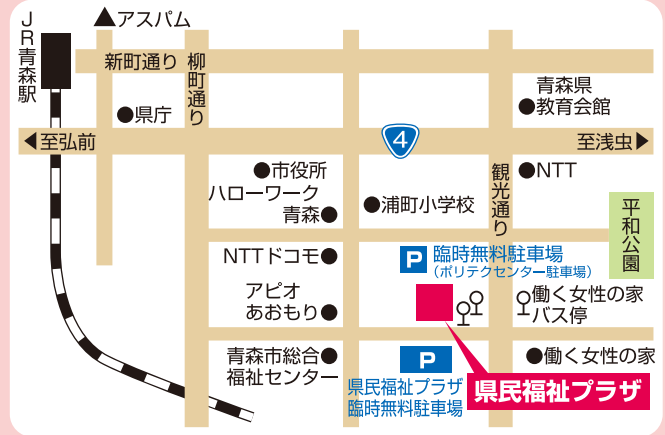 JR青森駅
▲アスパム
新町通り
柳町通り
●県庁
青森県
●教育会館
◀至弘前
4
至浅虫▶
●市役所
ハローワーク
青森●
●浦町小学校
観光通り
●NTT
平和公園
NTTドコモ●
P
臨時無料駐車場
(ポリテクセンター駐車場)
アピオ
あおもり●
働く女性の家
バス停
青森市総合●
福祉センター
P
県民福祉プラザ
臨時無料駐車場
●働く女性の家
県民福祉プラザ